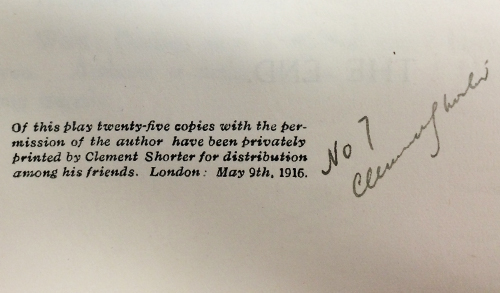 THE END.
Of this play twenty-five copies with the per-
mission of the author have been privately
printed by Clement Shorter for distribution
among his friends. London: May 9th, 1916.
No 7
Clement Shorter